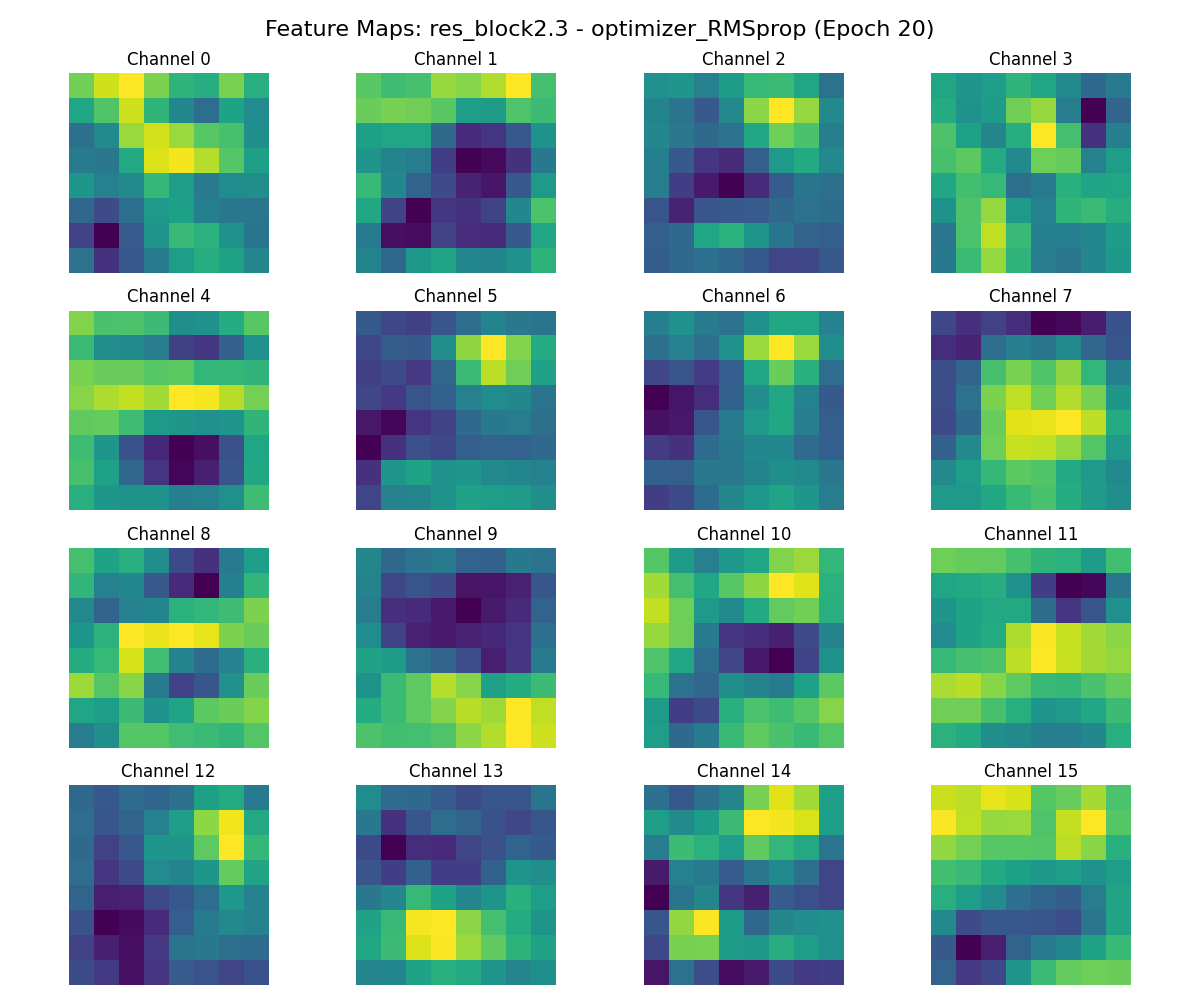 Feature Maps: res_block2.3 - optimizer_RMSprop (Epoch 20)
Channel 0
Channel 1
Channel 2
Channel 3
Channel 4
Channel 5
Channel 6
Channel 7
Channel 8
Channel 9
Channel 10
Channel 11
Channel 12
Channel 13
Channel 14
Channel 15